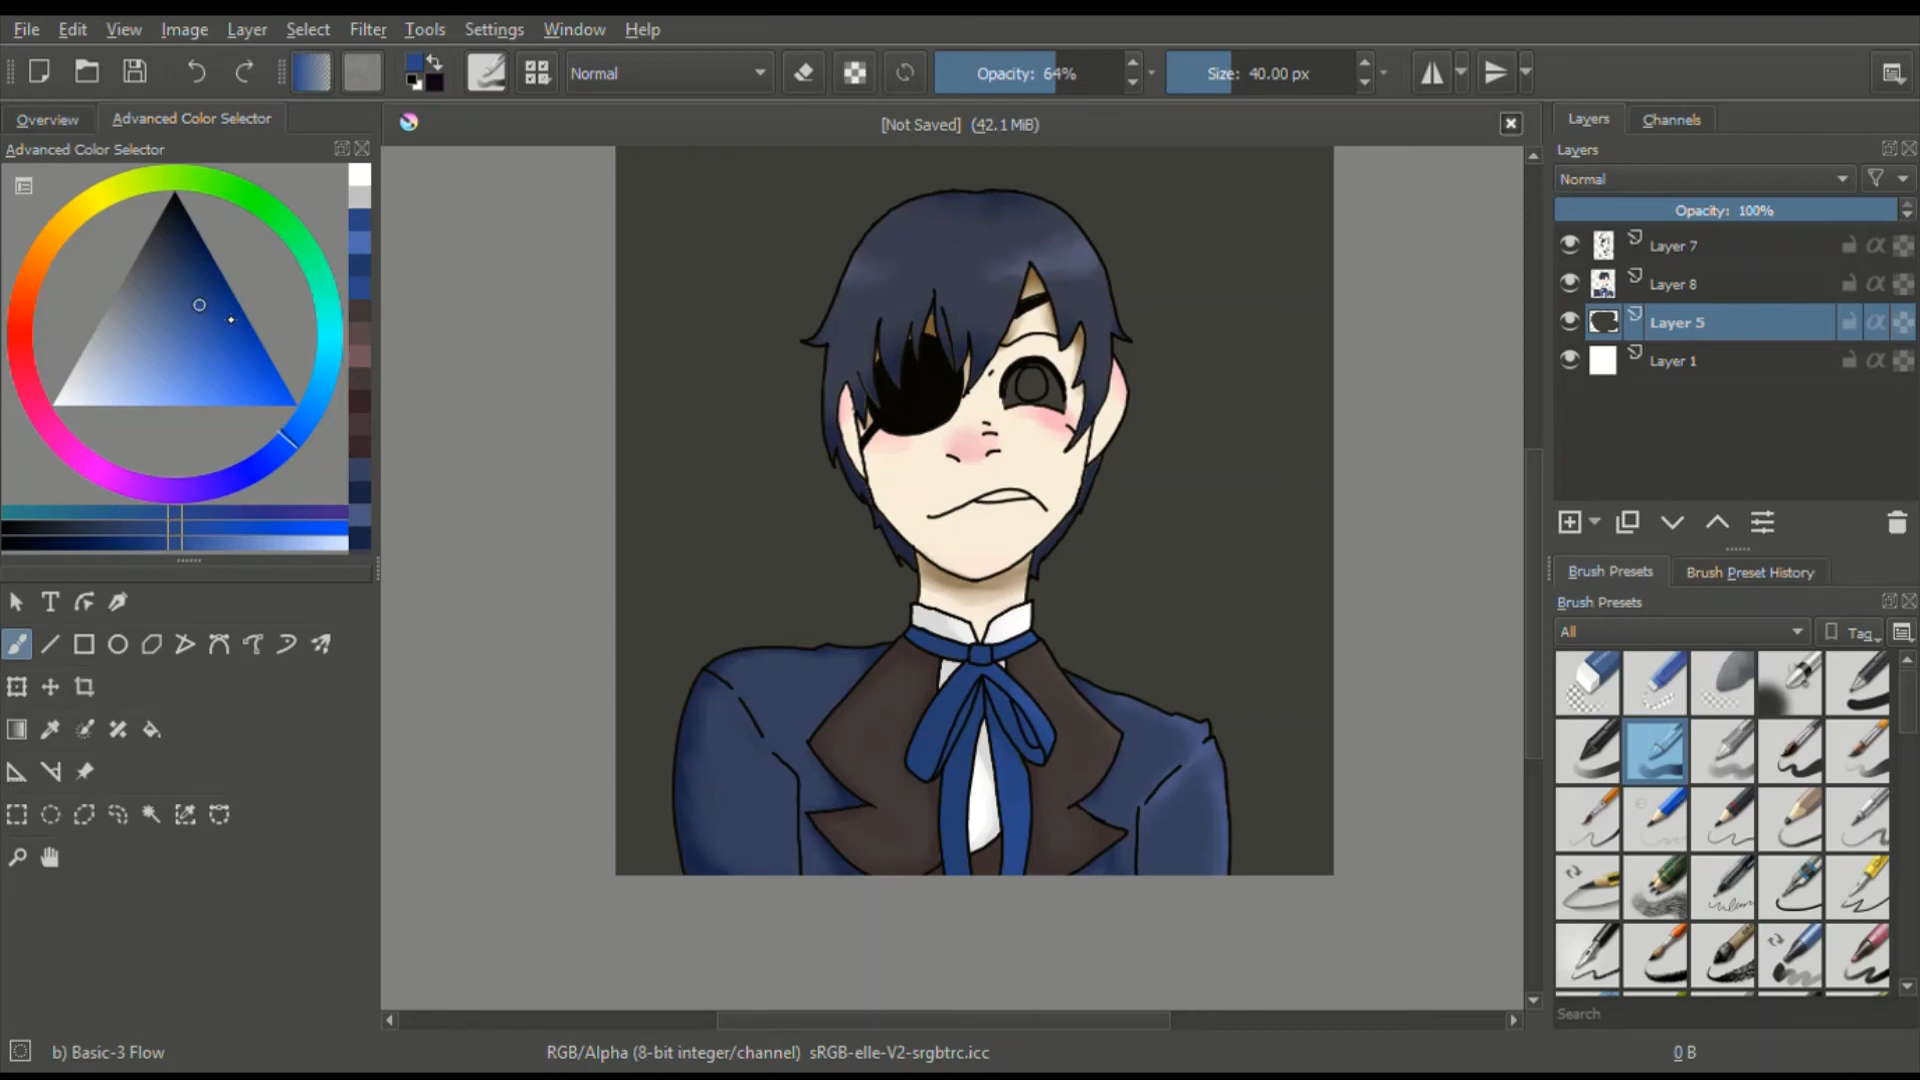 File Edit View Image Layer Select Filter Tools Settings Window Help
Normal Opacity: 64% Size: 40.00 px
Overview Advanced Color Selector
[Not Saved] (42.1 MiB)
Layers Channels
Advanced Color Selector
Layers
Normal
Opacity: 100%
Layer 7
Layer 8
Layer 5
Layer 1
Brush Presets Brush Preset History
Brush Presets
All Tag
Search
b) Basic-3 Flow
RGB/Alpha (8-bit integer/channel) sRGB-elle-V2-srgbtrc.icc
0 B